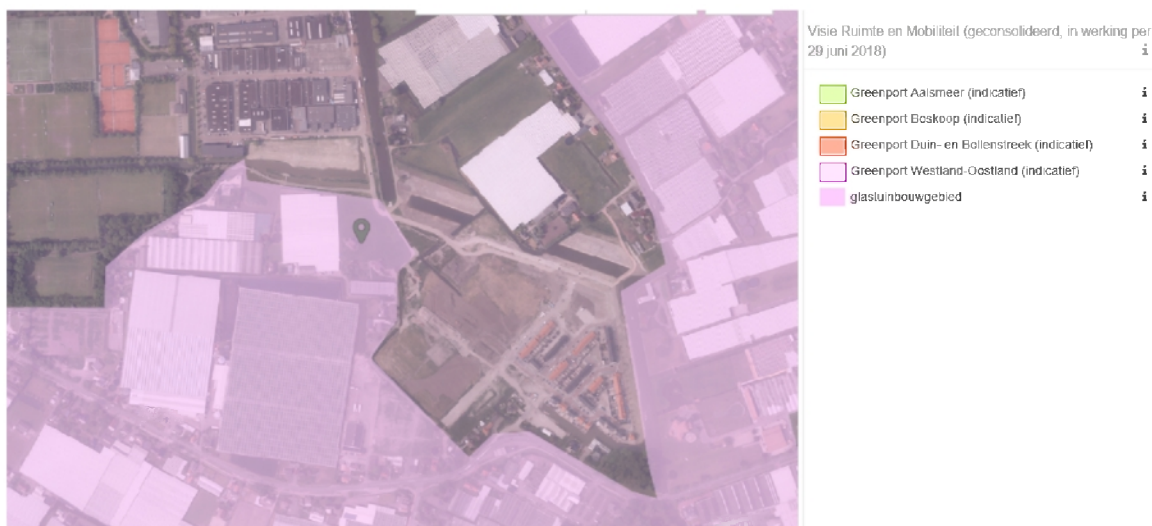 Visie Ruimte en Mobiliteit (geconsolideerd, in werking per
29 juni 2018)
Greenport Aalsmeer (indicatief)
Greenport Boskoop (indicatief)
Greenport Duin- en Bollenstreek (indicatief)
Greenport Westland-Oostland (indicatief)
glastuinbouwgebied